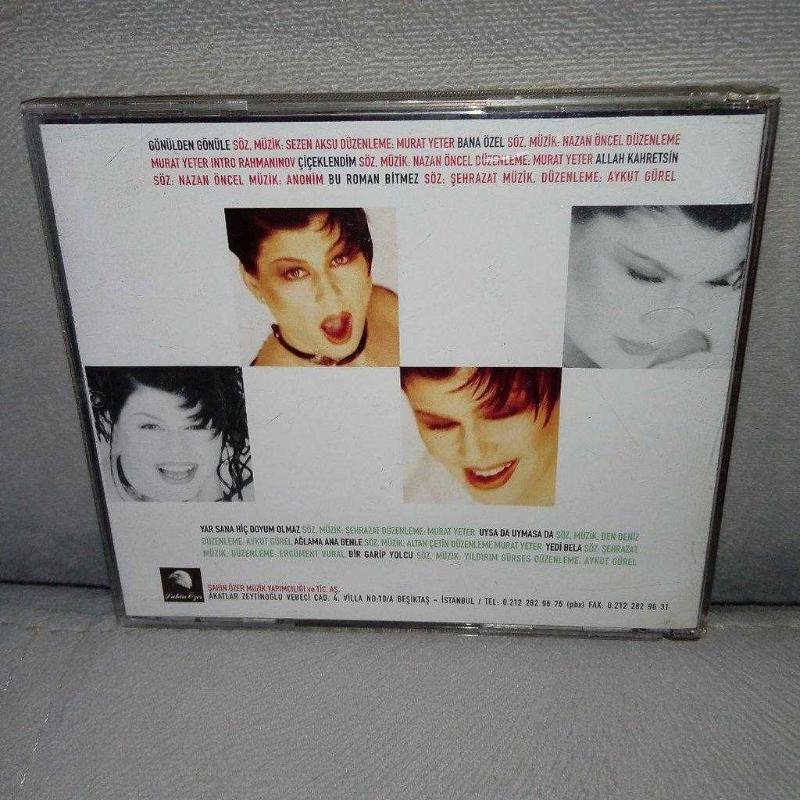 GÖNÜLDEN GÖNÜLE SÖZ, MÜZİK: SEZEN AKSU DÜZENLEME: MURAT YETER BANA ÖZEL SÖZ, MÜZİK: NAZAN ÖNCEL DÜZENLEME
MURAT YETER INTRO RAHMANINOV ÇİÇEKLENDİM SÖZ, MÜZİK: NAZAN ÖNCEL DÜZENLEME: MURAT YETER ALLAH KAHRETSİN
SÖZ: NAZAN ÖNCEL MÜZİK: ANONİM BU ROMAN BİTMEZ SÖZ: ŞEHRAZAT MÜZİK, DÜZENLEME: AYKUT GÜREL
YAR SANA HİÇ DOYUM OLMAZ SÖZ, MÜZİK: ŞEHRAZAT DÜZENLEME: MURAT YETER UYSA DA UYMASA DA SÖZ, MÜZİK, DEN DENİZ
DÜZENLEME: AYKUT GÜREL AĞLAMA ANA BENLE SÖZ, MÜZİK: ALTAN ÇETİN DÜZENLEME MURAT YETER YEDİ BELA SÖZ: ŞEHRAZAT
MÜZİK, DÜZENLEME: ERCÜMENT VURAL BİR GARİP YOLCU SÖZ, MÜZİK: YILDIRIM GÜRSES DÜZENLEME: AYKUT GÜREL
Şahin Özer
ŞAHİN ÖZER MÜZİK YAPIMCILIĞI ve TİC. AŞ.
AKATLAR ZEYTİNOĞLU VEBECİ CAD. 4. VİLLA NO:10/A BEŞİKTAŞ – İSTANBUL / TEL: 0.212 282 96 76 (pbx) FAX: 0.212 282 96 31